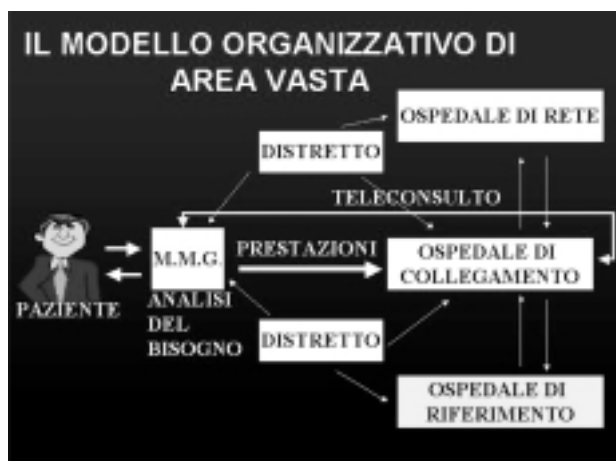 IL MODELLO ORGANIZZATIVO DI
AREA VASTA
OSPEDALE DI RETE
DISTRETTO
TELECONSULTO
M.M.G.
PRESTAZIONI
OSPEDALE DI
COLLEGAMENTO
PAZIENTE
ANALISI
DEL
BISOGNO
DISTRETTO
OSPEDALE DI
RIFERIMENTO